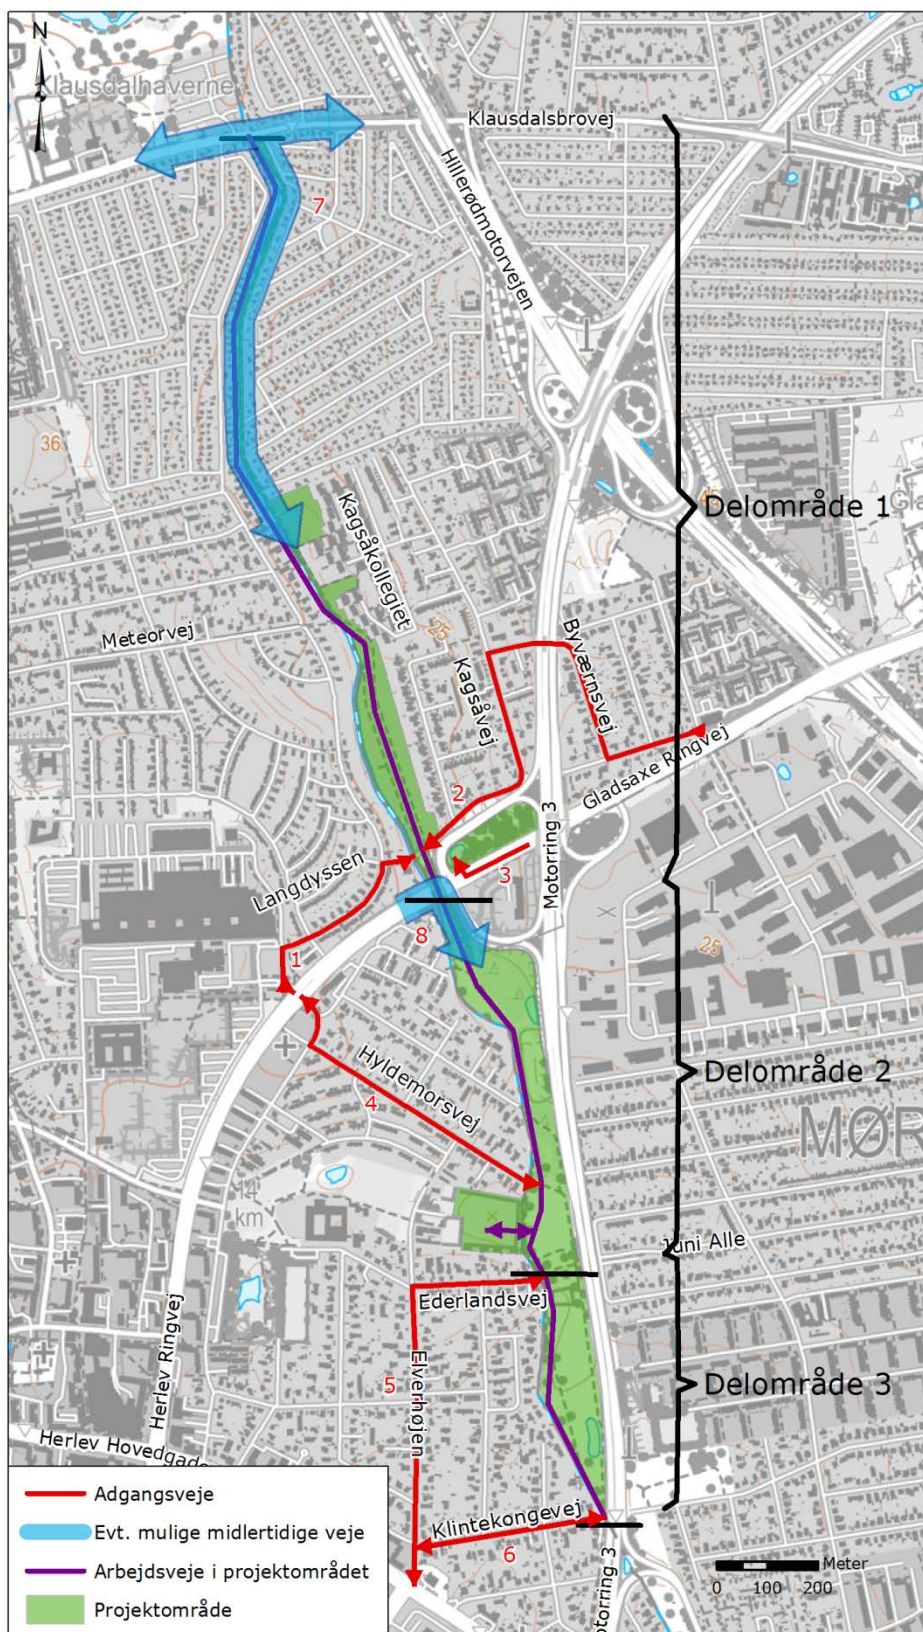 N
Klausdalhaverne
Klausdalsbrovej
Hillerødmotorvejen
7
36
45
Delområde 1
Kagsåkollegiet
25
Meteorvej
Kagsåvej
Byværnsvej
Gladsaxe Ringvej
2
3
Motorring 3
Langdyssen
8
1
25
Hyldemorsvej
4
Delområde 2
MØR
14
km
Juni Alle
Ederlandsvej
Elverhøjen
5
Delområde 3
Herlev Ringvej
Herlev Hovedgade
Klintekongevej
6
Motorring 3
Adgangsveje
Evt. mulige midlertidige veje
Arbejdsveje i projektområdet
Projektområde
Meter
0 100 200